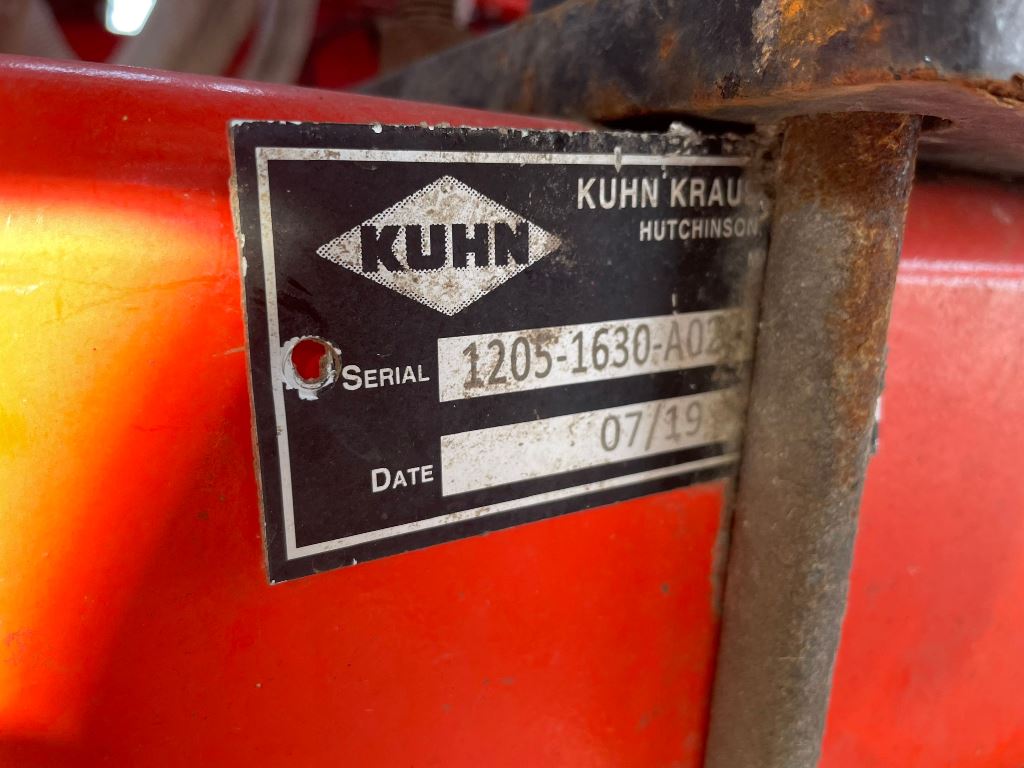 KUHN
KUHN KRAUS
HUTCHINSON
SERIAL 1205-1630-A02
DATE 07/19